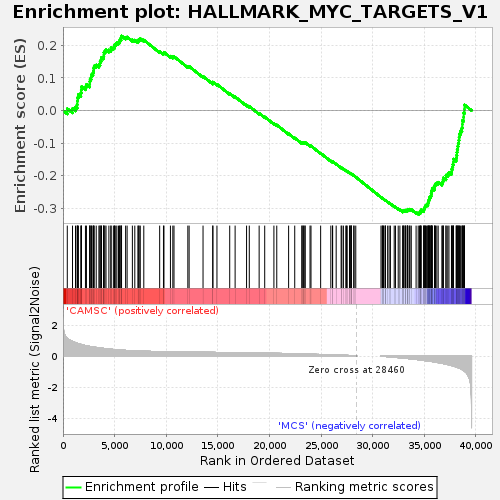 Enrichment plot: HALLMARK_MYC_TARGETS_V1
Enrichment score (ES)
0.2
0.1
0.0
-0.1
-0.2
-0.3
'CAMSC' (positively correlated)
Ranked list metric (Signal2Noise)
2
0
-2
-4
Zero cross at 28460
'MCS' (negatively correlated)
0
5,000
10,000
15,000
20,000
25,000
30,000
35,000
40,000
Rank in Ordered Dataset
Enrichment profile
Hits
Ranking metric scores